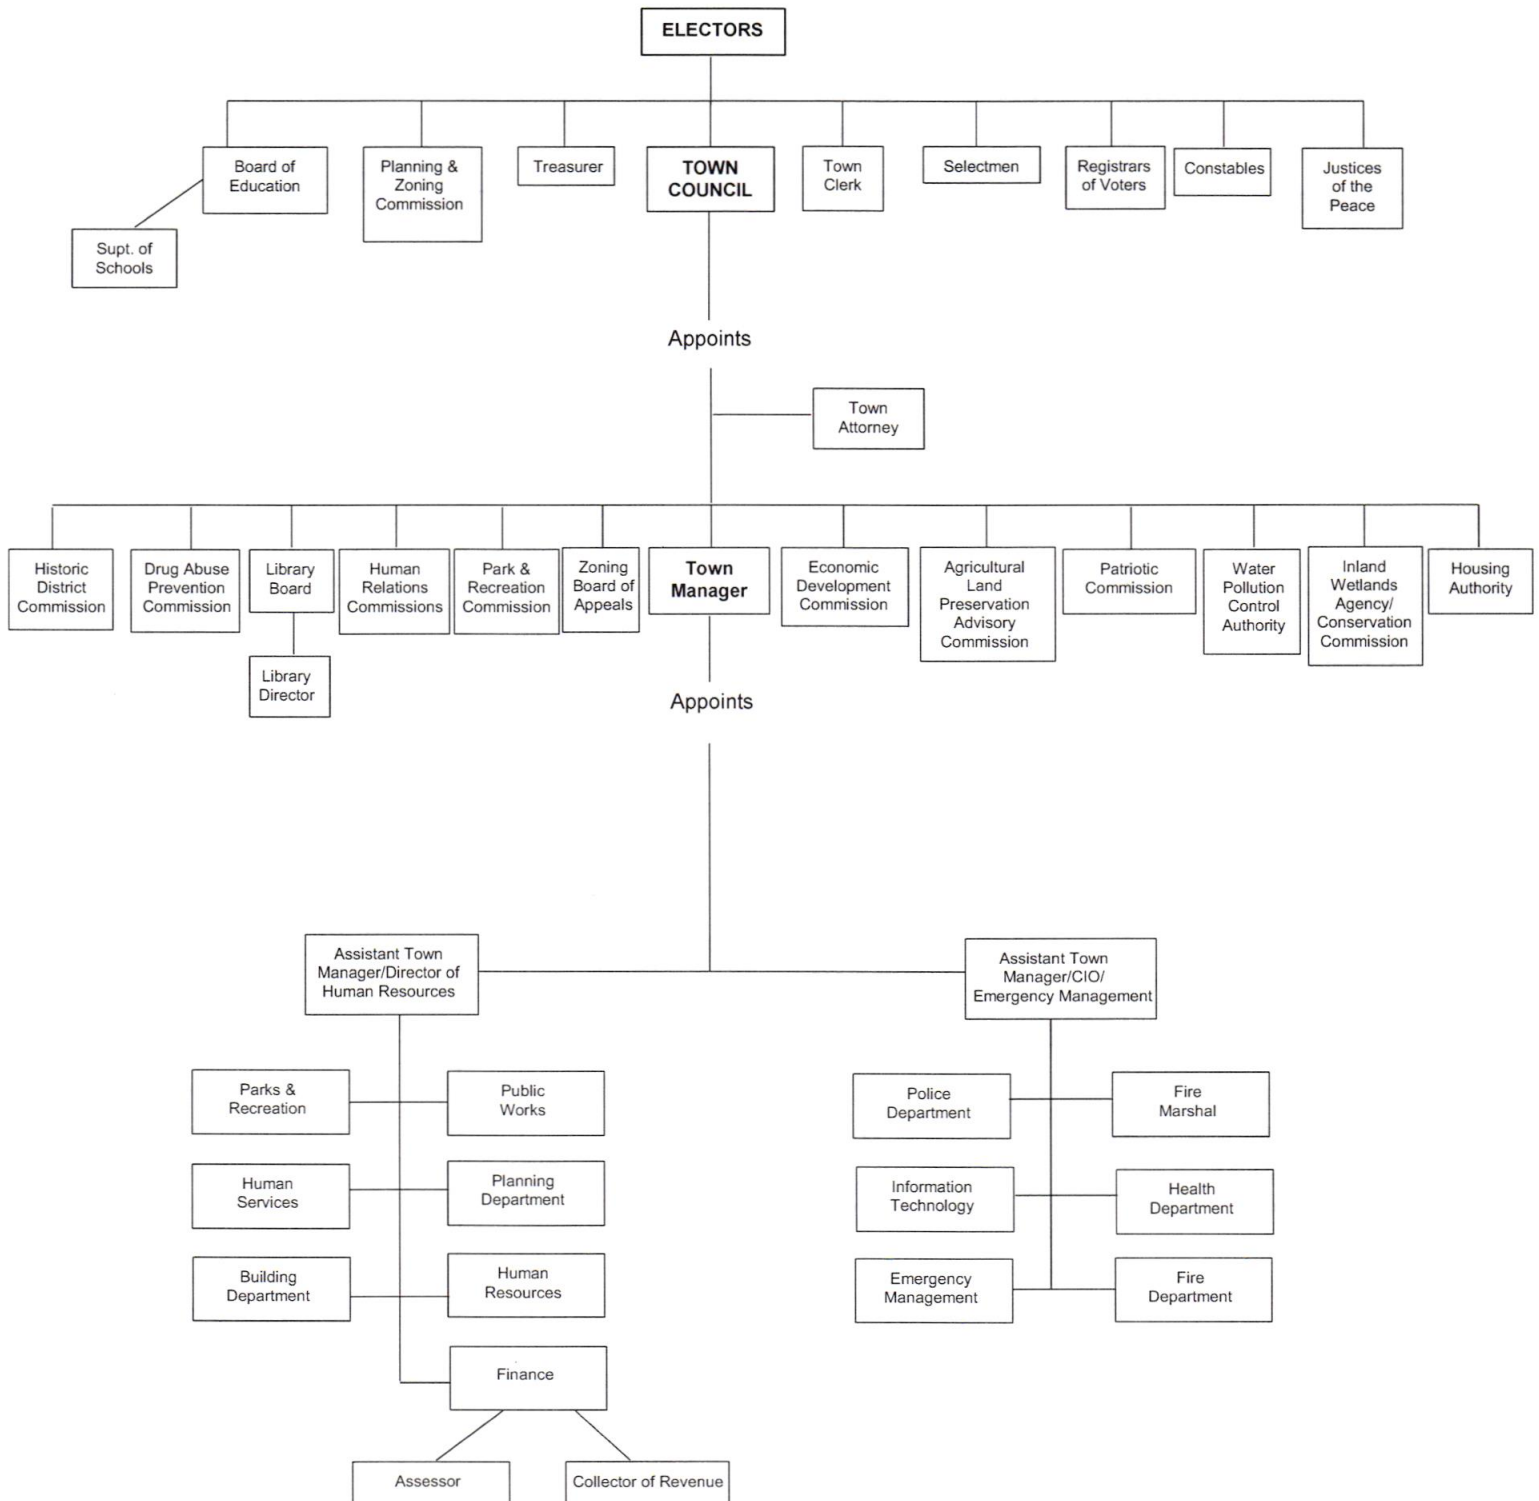 ELECTORS
Board of
Education
Planning &
Zoning
Commission
Treasurer
TOWN
COUNCIL
Town
Clerk
Selectmen
Registrars
of Voters
Constables
Justices
of the
Peace
Supt. of
Schools
Appoints
Town
Attorney
Historic
District
Commission
Drug Abuse
Prevention
Commission
Library
Board
Human
Relations
Commissions
Park &
Recreation
Commission
Zoning
Board of
Appeals
Town
Manager
Economic
Development
Commission
Agricultural
Land
Preservation
Advisory
Commission
Patriotic
Commission
Water
Pollution
Control
Authority
Inland
Wetlands
Agency/
Conservation
Commission
Housing
Authority
Library
Director
Appoints
Assistant Town
Manager/Director of
Human Resources
Assistant Town
Manager/CIO/
Emergency Management
Parks &
Recreation
Public
Works
Police
Department
Fire
Marshal
Human
Services
Planning
Department
Information
Technology
Health
Department
Building
Department
Human
Resources
Emergency
Management
Fire
Department
Finance
Assessor
Collector of Revenue